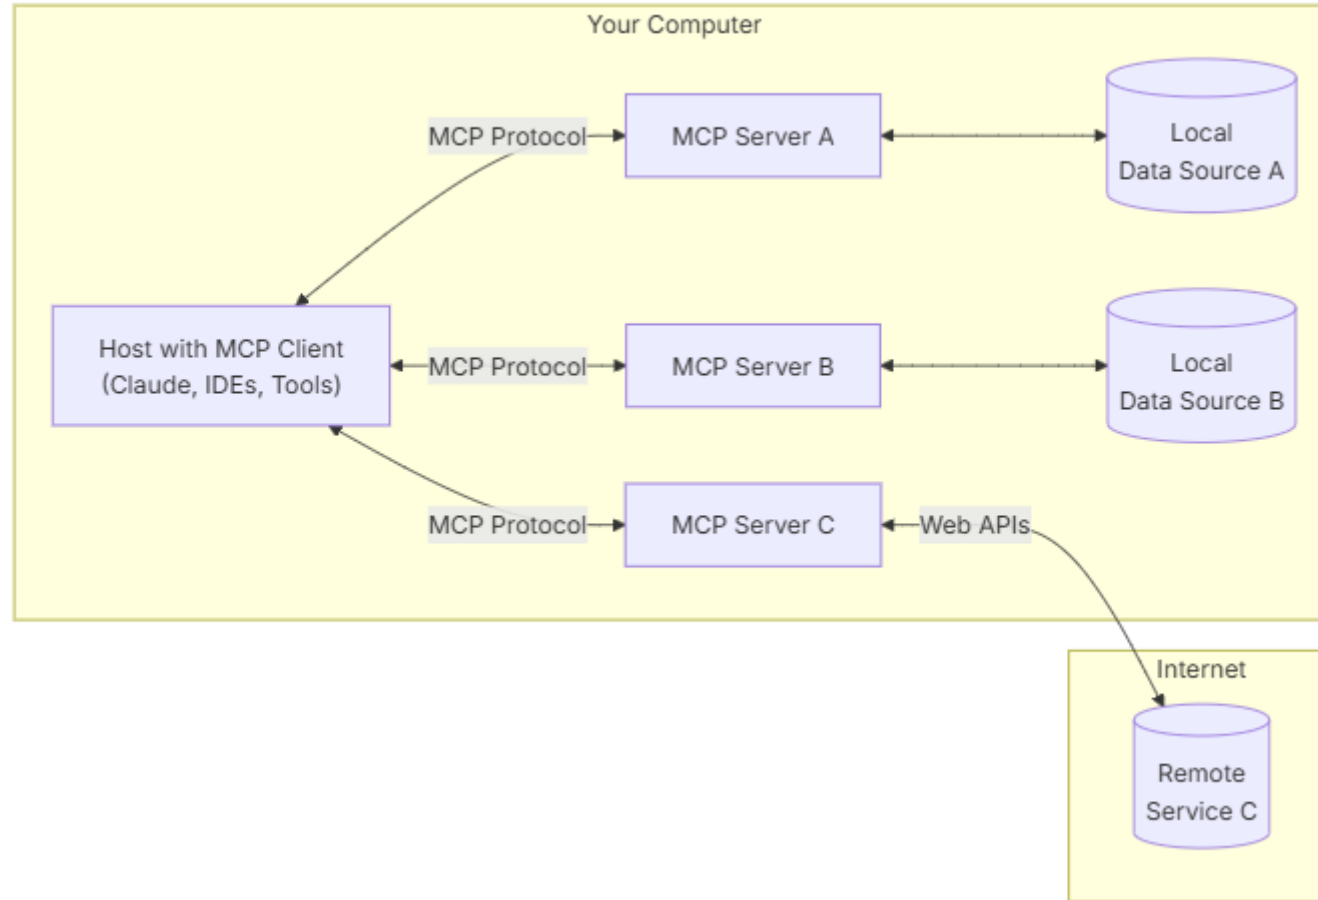 Your Computer
MCP Protocol
MCP Server A
Local
Data Source A
Host with MCP Client
(Claude, IDEs, Tools)
MCP Protocol
MCP Server B
Local
Data Source B
MCP Protocol
MCP Server C
Web APIs
Internet
Remote
Service C